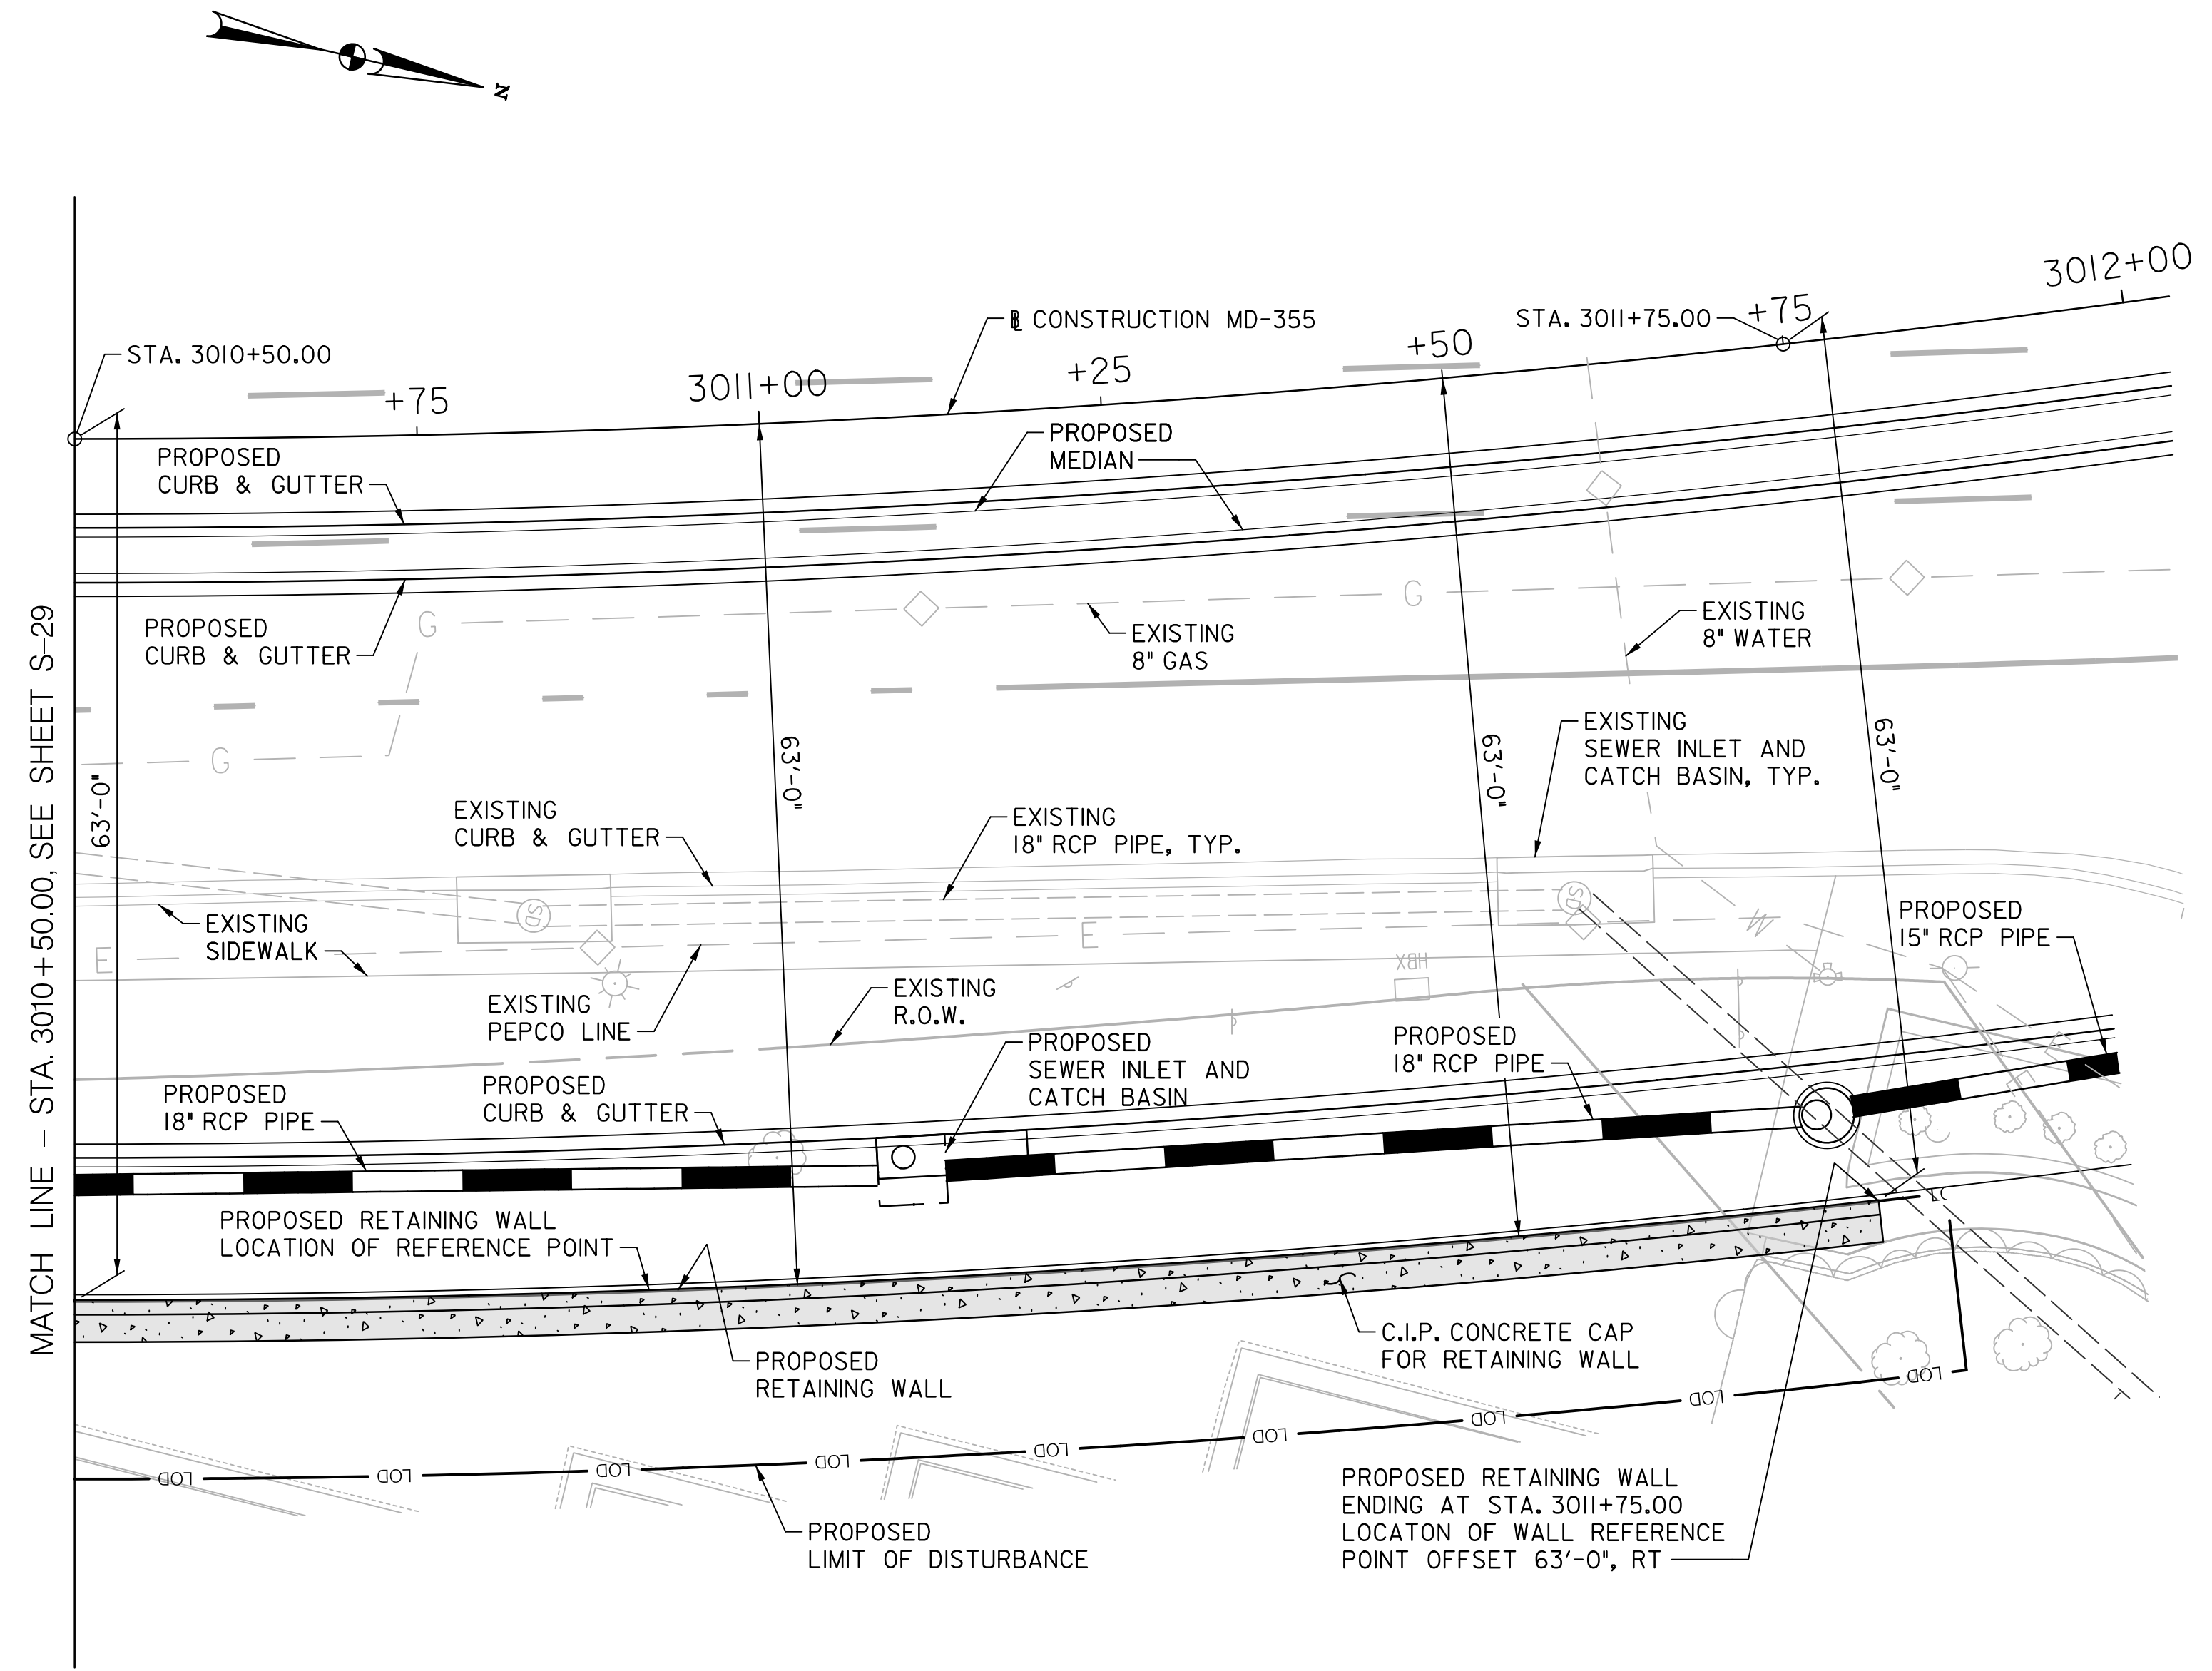 N
3012+00
+75
STA. 3011+75.00
℄ CONSTRUCTION MD-355
+50
+25
3011+00
+75
STA. 3010+50.00
PROPOSED
CURB & GUTTER
PROPOSED
MEDIAN
PROPOSED
CURB & GUTTER
G
G
G
EXISTING
8" GAS
EXISTING
8" WATER
MATCH LINE – STA. 3010+50.00, SEE SHEET S-29
63'-0"
63'-0"
63'-0"
63'-0"
EXISTING
SEWER INLET AND
CATCH BASIN, TYP.
EXISTING
CURB & GUTTER
EXISTING
18" RCP PIPE, TYP.
SD
SD
EXISTING
SIDEWALK
E
E
W
HBX
PROPOSED
15" RCP PIPE
EXISTING
PEPCO LINE
EXISTING
R.O.W.
PROPOSED
SEWER INLET AND
CATCH BASIN
PROPOSED
18" RCP PIPE
PROPOSED
18" RCP PIPE
PROPOSED
CURB & GUTTER
PROPOSED RETAINING WALL
LOCATION OF REFERENCE POINT
C.I.P. CONCRETE CAP
FOR RETAINING WALL
PROPOSED
RETAINING WALL
LOD
LOD
LOD
LOD
LOD
LOD
LOD
LOD
LOD
PROPOSED
LIMIT OF DISTURBANCE
PROPOSED RETAINING WALL
ENDING AT STA. 3011+75.00
LOCATON OF WALL REFERENCE
POINT OFFSET 63'-0", RT